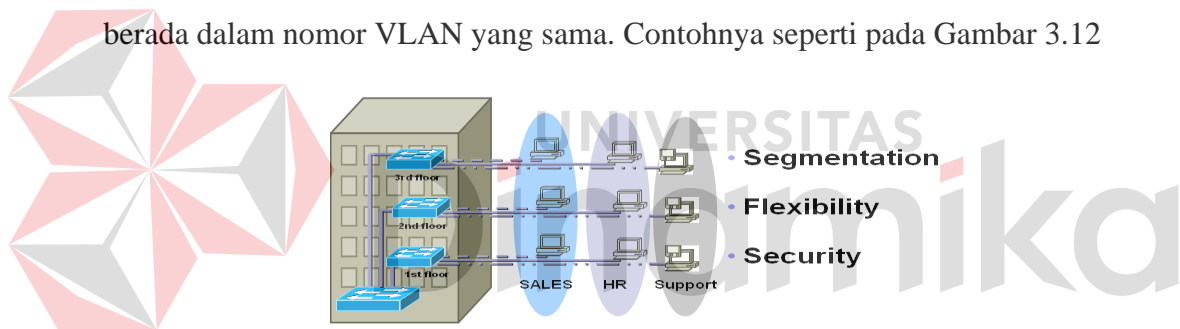 berada dalam nomor VLAN yang sama. Contohnya seperti pada Gambar 3.12
UNIVERSITAS
Dinamika
3rd floor
2nd floor
1st floor
SALES
HR
Support
• Segmentation
• Flexibility
• Security